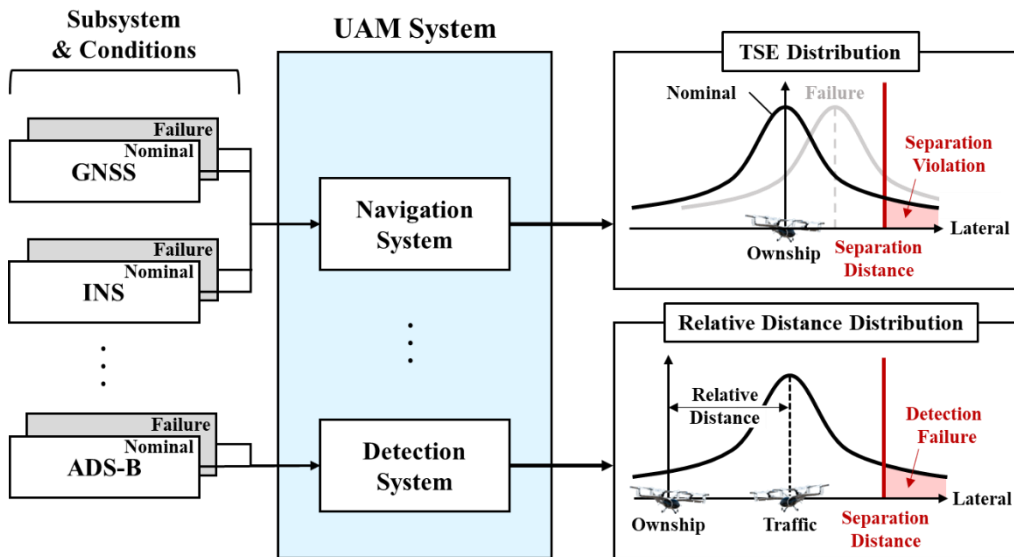 Subsystem
& Conditions
Failure
Nominal
GNSS
Failure
Nominal
INS
Failure
Nominal
ADS-B
UAM System
Navigation
System
Detection
System
TSE Distribution
Nominal
Failure
Separation
Violation
Lateral
Ownship
Separation
Distance
Relative Distance Distribution
Relative
Distance
Detection
Failure
Lateral
Ownship
Traffic
Separation
Distance